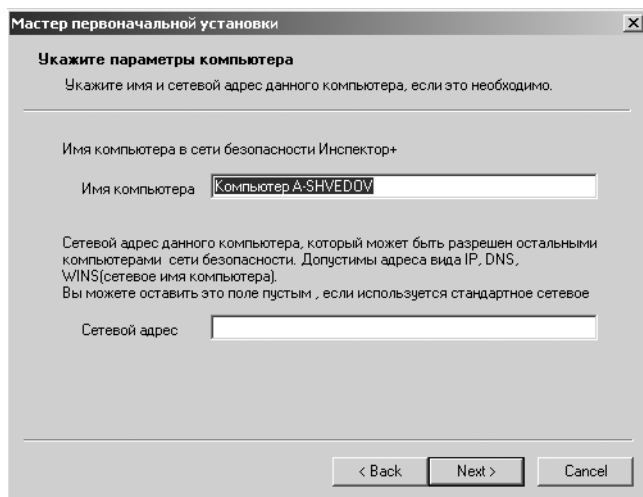 Мастер первоначальной установки
Укажите параметры компьютера
Укажите имя и сетевой адрес данного компьютера, если это необходимо.
Имя компьютера в сети безопасности Инспектор+
Имя компьютера Компьютер A-SHVEDOV
Сетевой адрес данного компьютера, который может быть разрешен остальными
компьютерами сети безопасности. Допустимы адреса вида IP, DNS,
WINS(сетевое имя компьютера).
Вы можете оставить это поле пустым , если используется стандартное сетевое
Сетевой адрес
< Back Next > Cancel